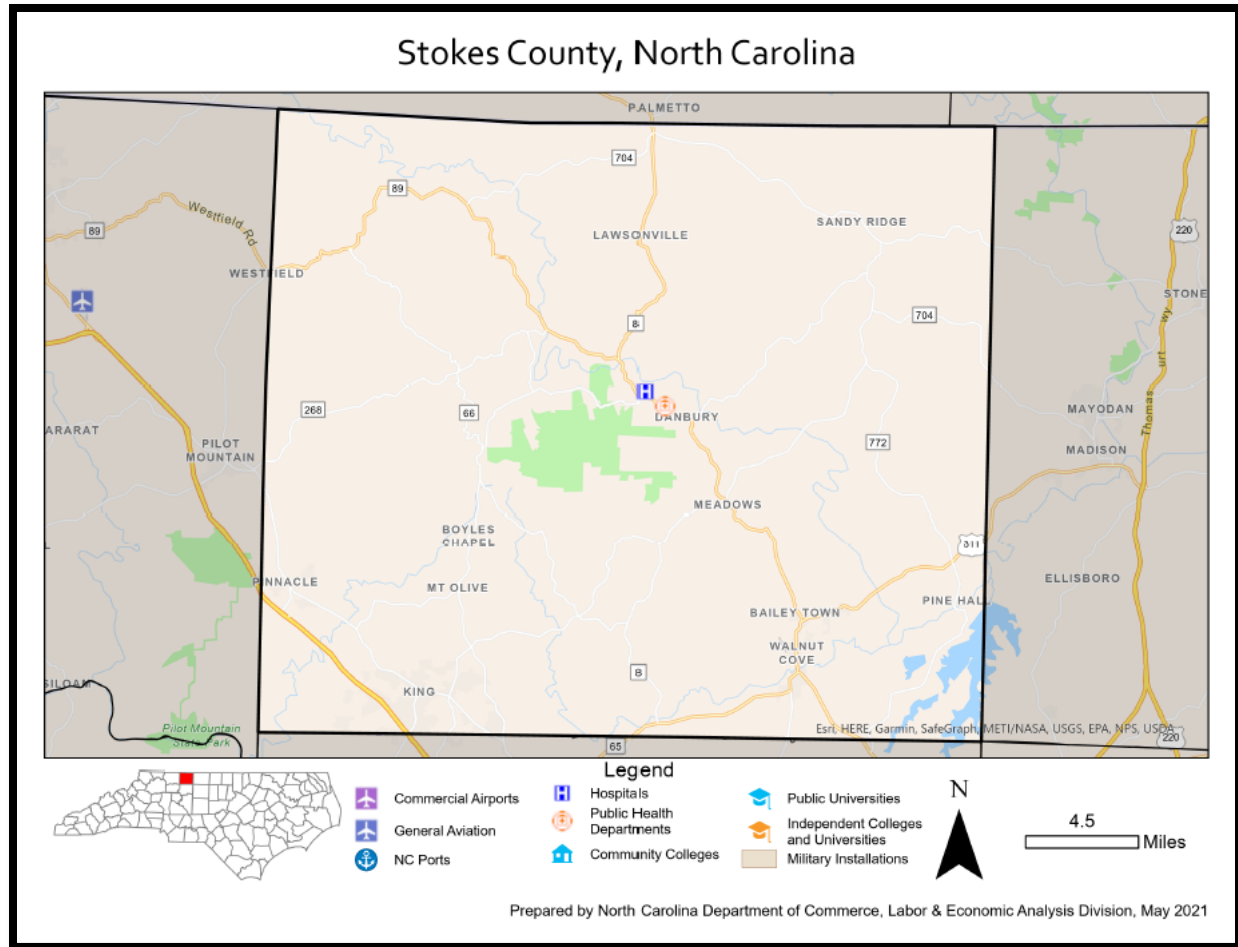 Stokes County, North Carolina
PALMETTO
704
89
Westfield Rd
SANDY RIDGE
89
LAWSONVILLE
220
WESTFIELD
STONE
8
704
268
66
MAYODAN
DANBURY
ARARAT
PILOT
MOUNTAIN
772
MADISON
Thomas
urt
wy
MEADOWS
BOYLES
CHAPEL
311
PINNACLE
MT OLIVE
ELLISBORO
PINE HALL
BAILEY TOWN
WALNUT
COVE
8
SILOAM
KING
Pilot Mountain
State Park
Esri, HERE, Garmin, SafeGraph, METI/NASA, USGS, EPA, NPS, USDA
220
65
Legend
Commercial Airports
General Aviation
NC Ports
Hospitals
Public Health
Departments
Community Colleges
Public Universities
Independent Colleges
and Universities
Military Installations
N
4.5
Miles
Prepared by North Carolina Department of Commerce, Labor & Economic Analysis Division, May 2021